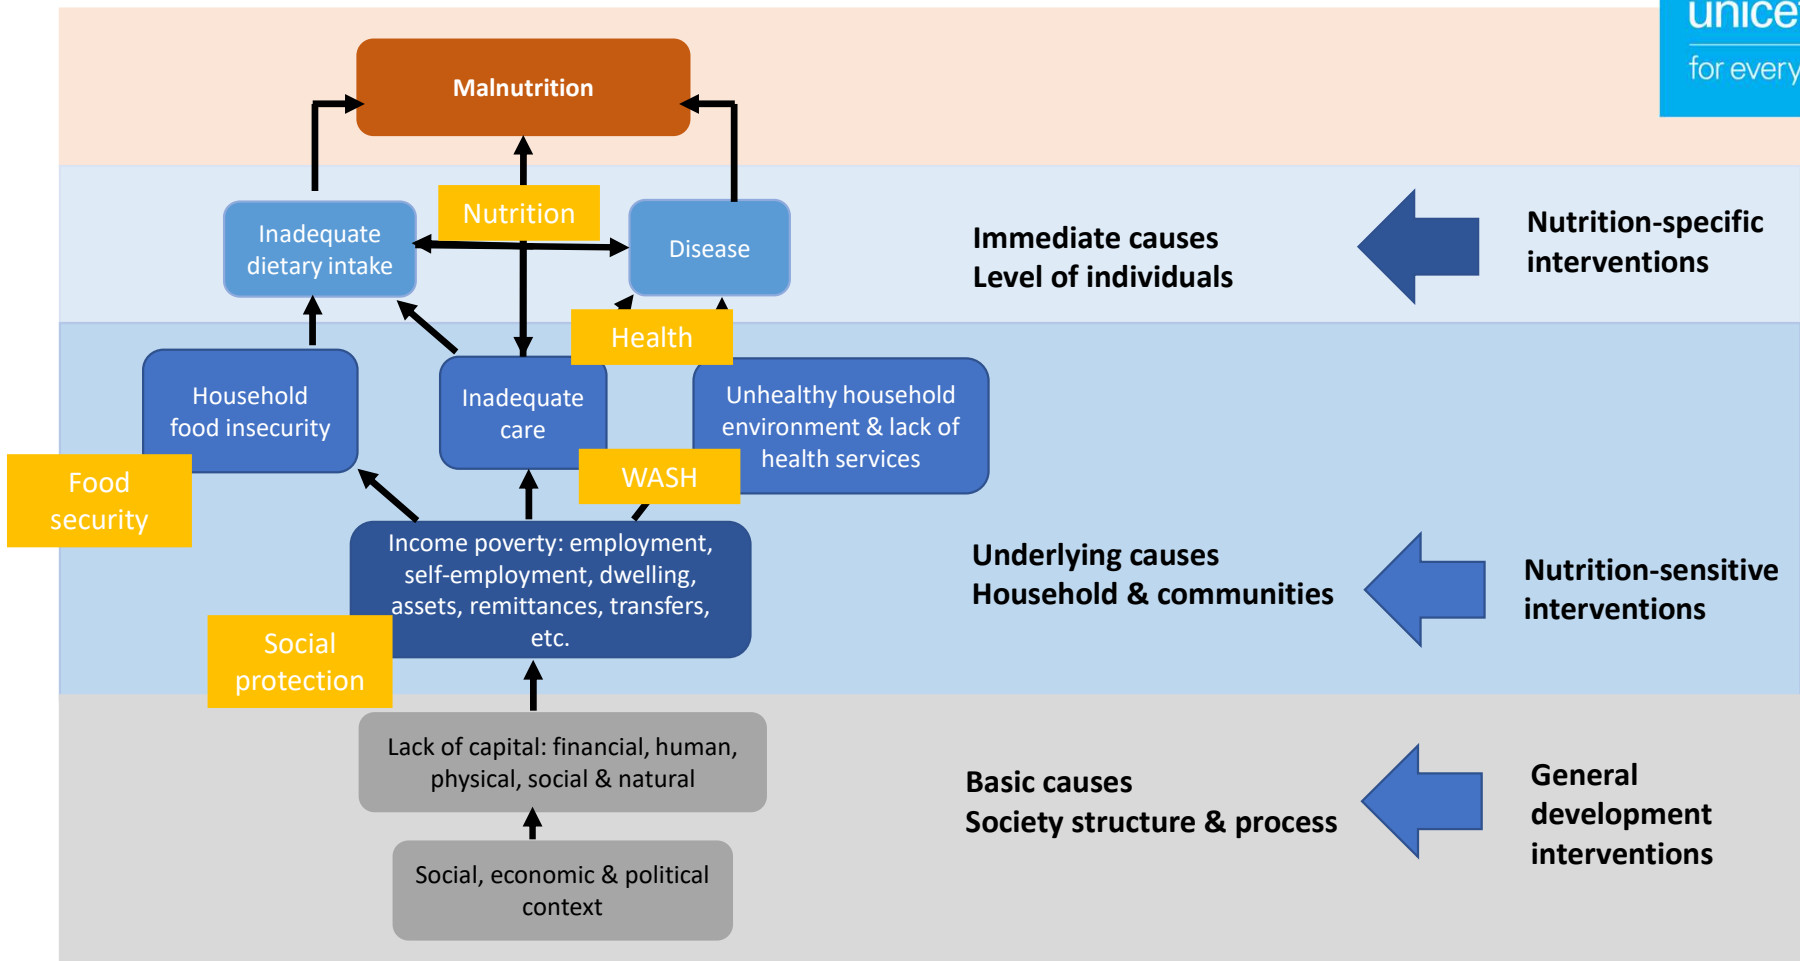 unice
for every
Malnutrition
Nutrition
Inadequate
dietary intake
Disease
Immediate causes
Level of individuals
Nutrition-specific
interventions
Health
Household
food insecurity
Inadequate
care
Unhealthy household
environment & lack of
health services
Food
security
WASH
Income poverty: employment,
self-employment, dwelling,
assets, remittances, transfers,
etc.
Underlying causes
Household & communities
Nutrition-sensitive
interventions
Social
protection
Lack of capital: financial, human,
physical, social & natural
Basic causes
Society structure & process
General
development
interventions
Social, economic & political
context